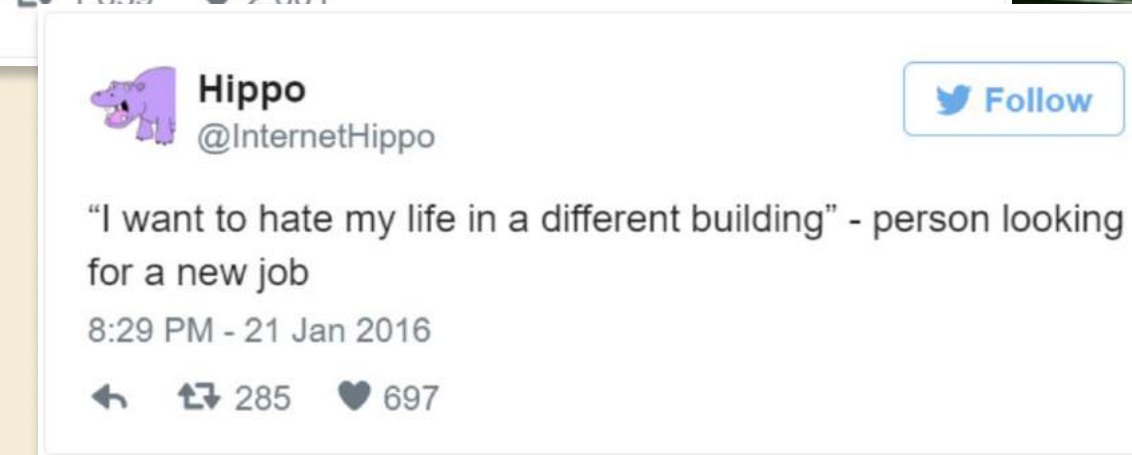 Hippo
@InternetHippo
Follow
“I want to hate my life in a different building” - person looking
for a new job
8:29 PM - 21 Jan 2016
285 697